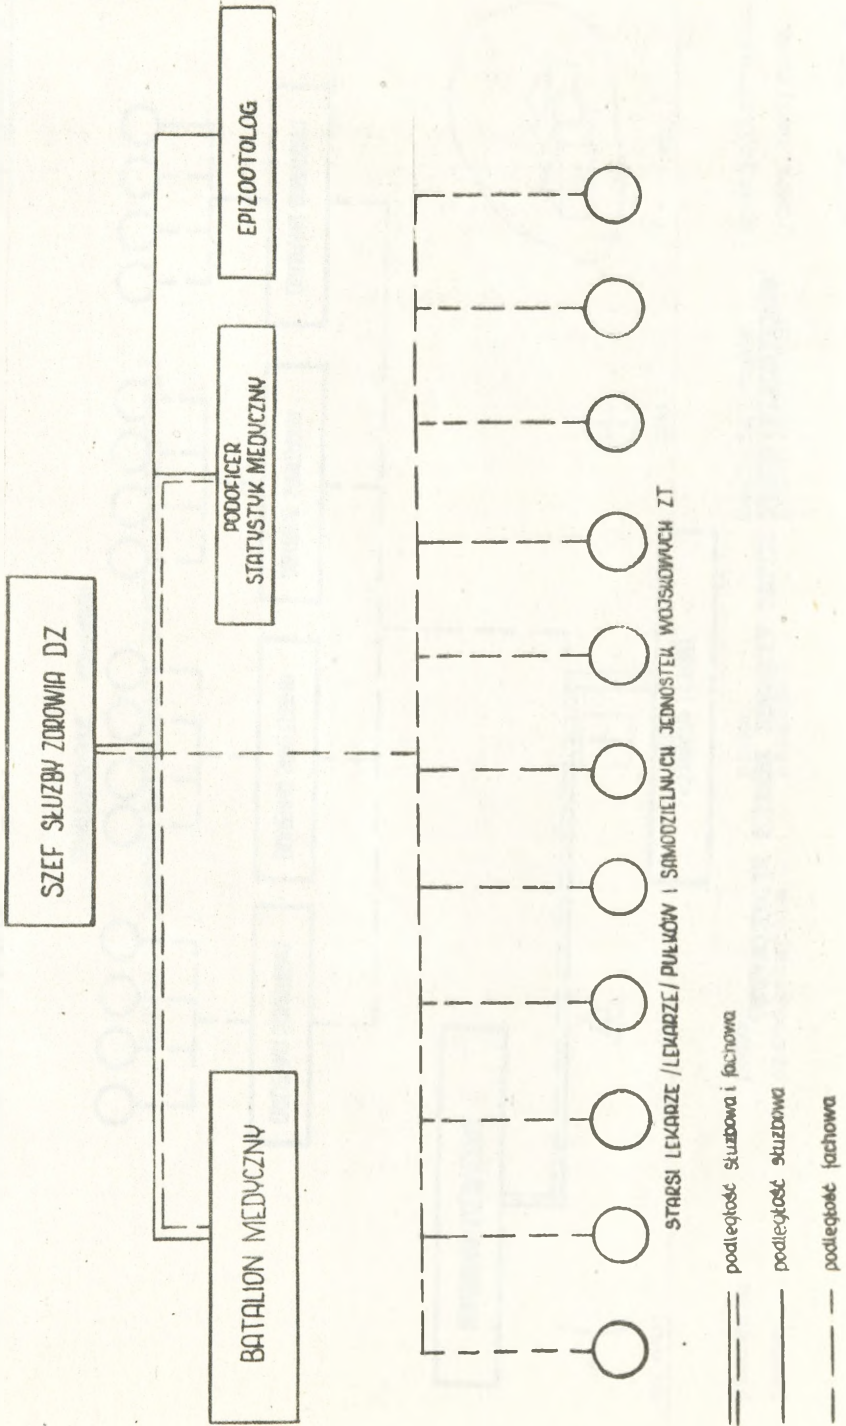 SZEF SŁUŻBY ZDROWIA DZ
BATALION MEDYCZNY
PODOFICER
STATYSTYK MEDYCZNY
EPIZOOTOLOG
STARSI LEKARZE /LEKARZE/ PUŁKÓW I SAMODZIELNYCH JEDNOSTEK WOJSKOWYCH ZT
podległość służbowa i fachowa
podległość służbowa
podległość fachowa